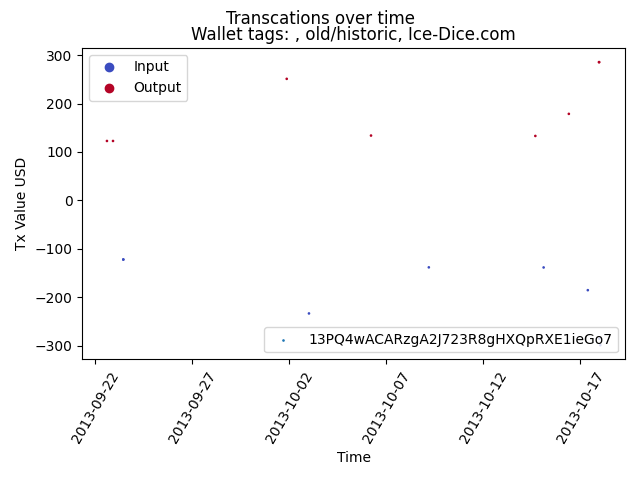 Transcations over time
Wallet tags: , old/historic, Ice-Dice.com
Input
Output
300
200
100
0
−100
−200
−300
Tx Value USD
13PQ4wACARzgA2J723R8gHXQpRXE1ieGo7
2013-09-22
2013-09-27
2013-10-02
2013-10-07
2013-10-12
2013-10-17
Time